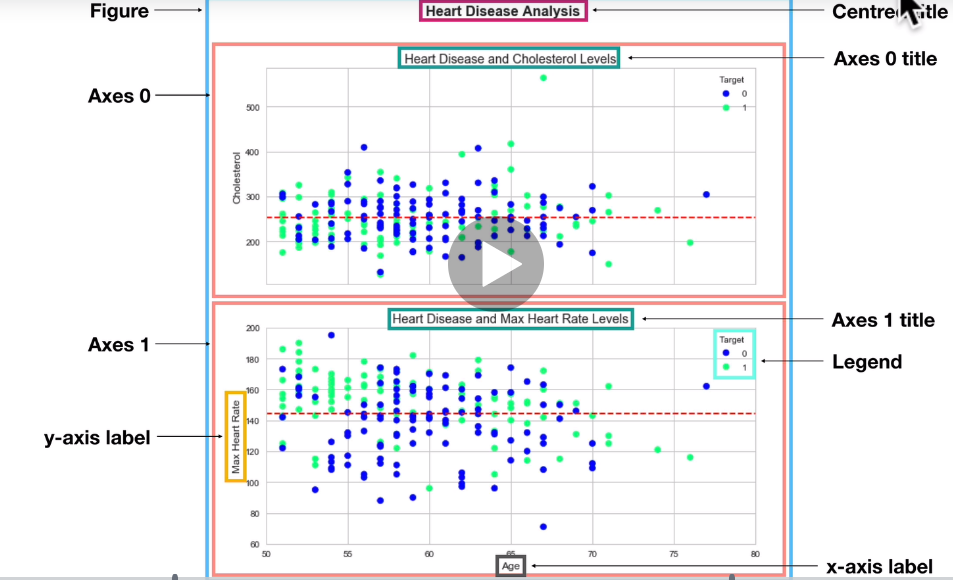 Figure
Heart Disease Analysis
Axes 0 title
Heart Disease and Cholesterol Levels
Axes 0
Target
0
1
Cholesterol
500
400
300
200
Axes 1 title
Heart Disease and Max Heart Rate Levels
Axes 1
Legend
Target
0
1
y-axis label
Max Heart Rate
200
180
160
140
120
100
80
60
50 55 60 65 70 75 80
Age
x-axis label